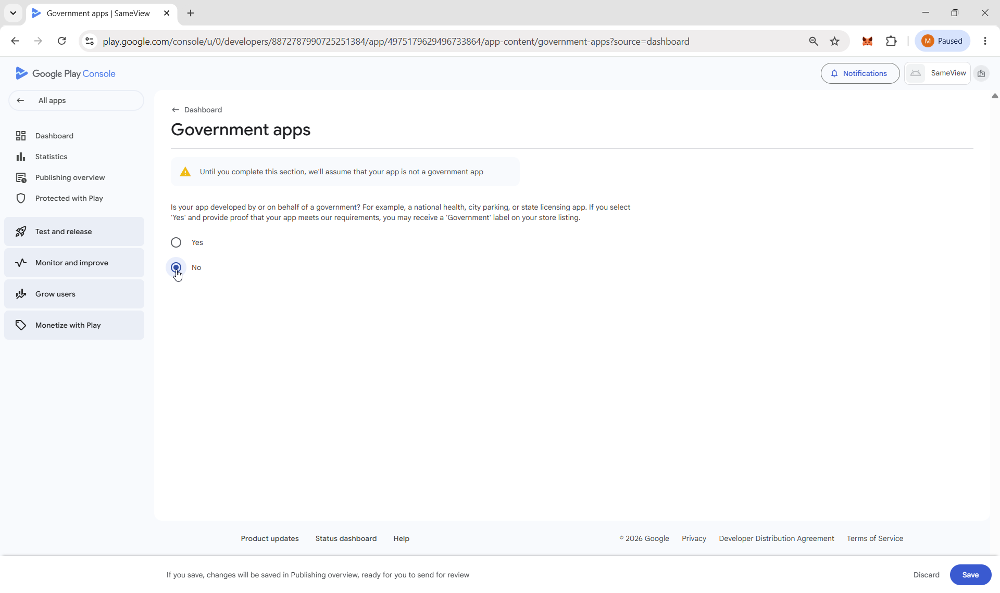 Government apps | SameView
play.google.com/console/u/0/developers/8872787990725251384/app/4975179629496733864/app-content/government-apps?source=dashboard
M Paused
Google Play Console
Notifications
SameView
All apps
Dashboard
Statistics
Publishing overview
Protected with Play
Test and release
Monitor and improve
Grow users
Monetize with Play
Dashboard
Government apps
Until you complete this section, we'll assume that your app is not a government app
Is your app developed by or on behalf of a government? For example, a national health, city parking, or state licensing app. If you select
'Yes' and provide proof that your app meets our requirements, you may receive a 'Government' label on your store listing.
Yes
No
Product updates
Status dashboard
Help
© 2026 Google
Privacy
Developer Distribution Agreement
Terms of Service
If you save, changes will be saved in Publishing overview, ready for you to send for review
Discard
Save